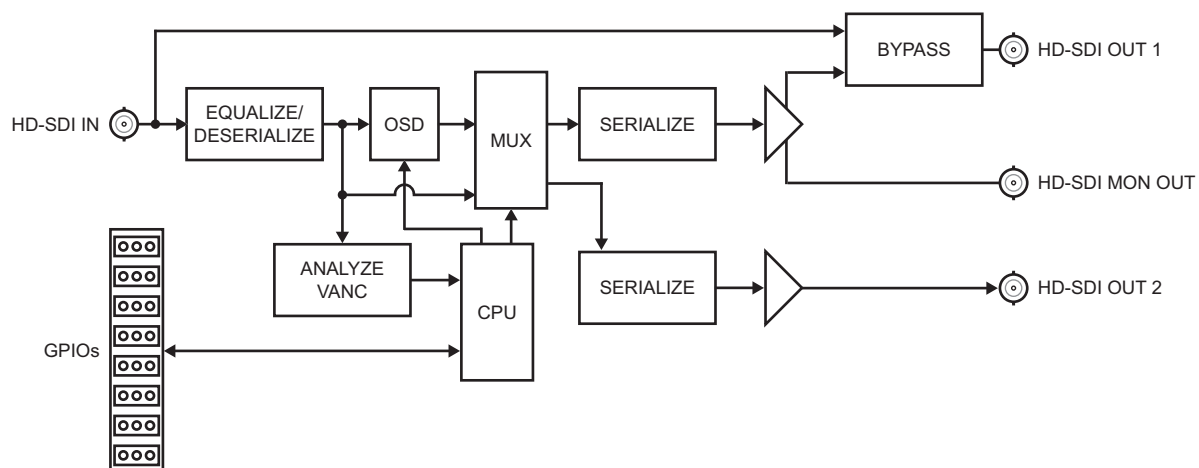 BYPASS
HD-SDI OUT 1
HD-SDI IN
EQUALIZE/
DESERIALIZE
OSD
MUX
SERIALIZE
HD-SDI MON OUT
ANALYZE
VANC
CPU
SERIALIZE
HD-SDI OUT 2
GPIOs